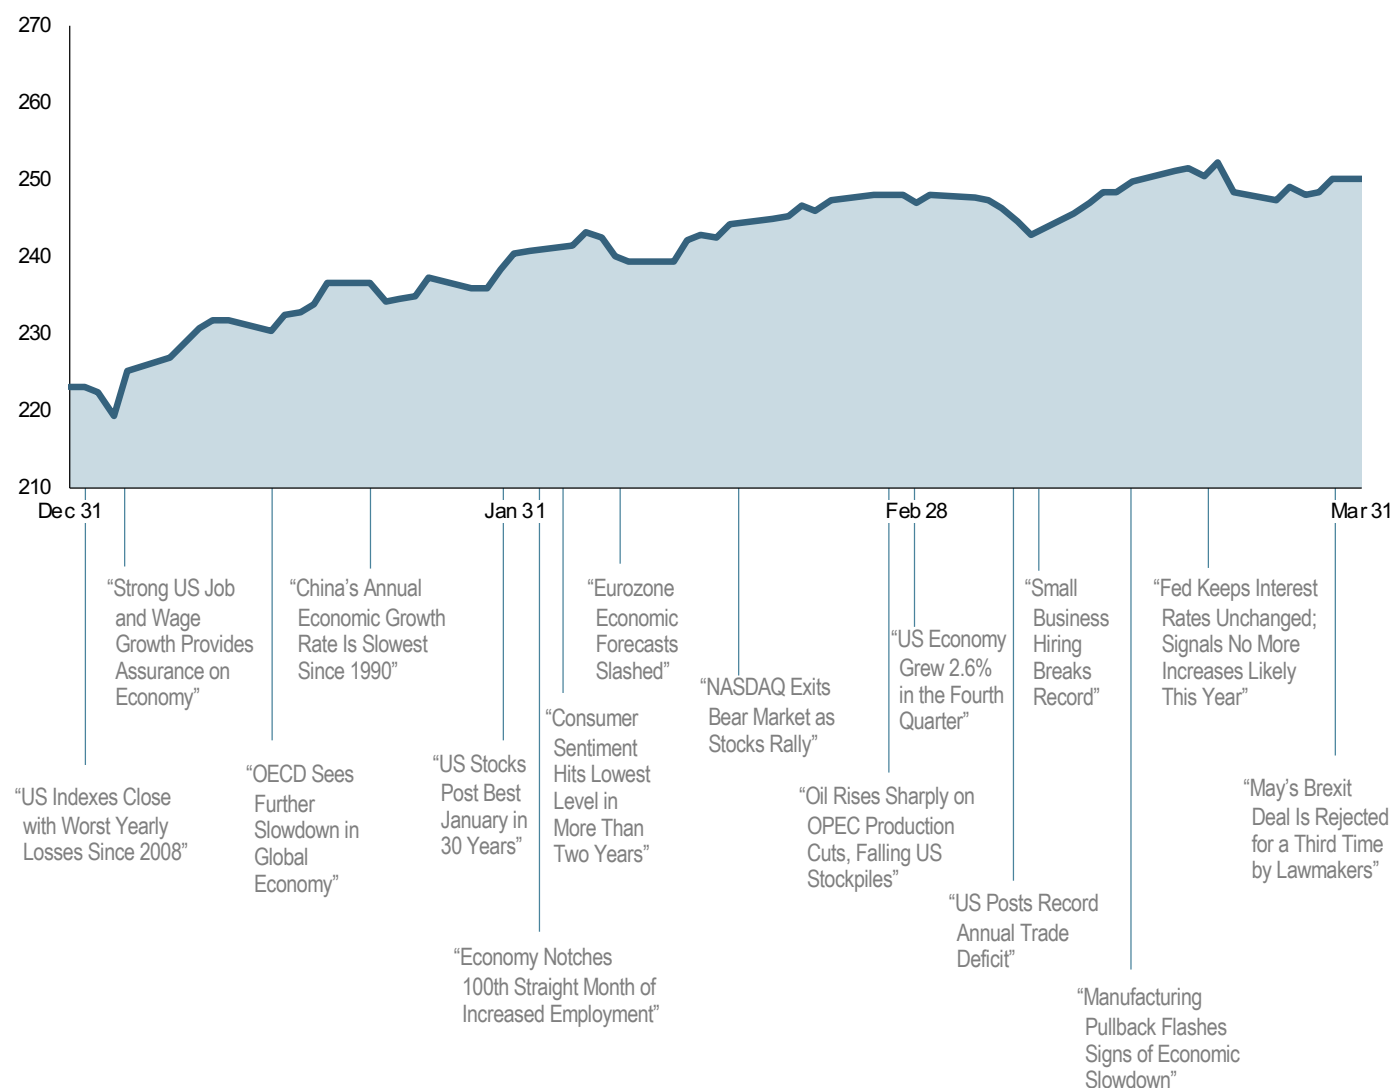 270
260
250
240
230
220
210
Dec 31
Jan 31
Feb 28
Mar 31
“Strong US Job
and Wage
Growth Provides
Assurance on
Economy”
“China’s Annual
Economic Growth
Rate Is Slowest
Since 1990”
“Eurozone
Economic
Forecasts
Slashed”
“Small
Business
Hiring
Breaks
Record”
“Fed Keeps Interest
Rates Unchanged;
Signals No More
Increases Likely
This Year”
“US Economy
Grew 2.6%
in the Fourth
Quarter”
“NASDAQ Exits
Bear Market as
Stocks Rally”
“Consumer
Sentiment
Hits Lowest
Level in
More Than
Two Years”
“US Stocks
Post Best
January in
30 Years”
“OECD Sees
Further
Slowdown in
Global
Economy”
“US Indexes Close
with Worst Yearly
Losses Since 2008”
“Oil Rises Sharply on
OPEC Production
Cuts, Falling US
Stockpiles”
“May’s Brexit
Deal Is Rejected
for a Third Time
by Lawmakers”
“US Posts Record
Annual Trade
Deficit”
“Economy Notches
100th Straight Month of
Increased Employment”
“Manufacturing
Pullback Flashes
Signs of Economic
Slowdown”